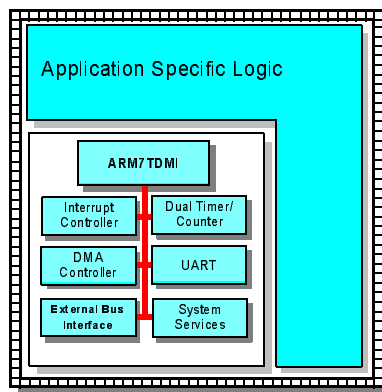 Application Specific Logic
ARM7TDMI
Interrupt
Controller
Dual Timer/
Counter
DMA
Controller
UART
External Bus
Interface
System
Services